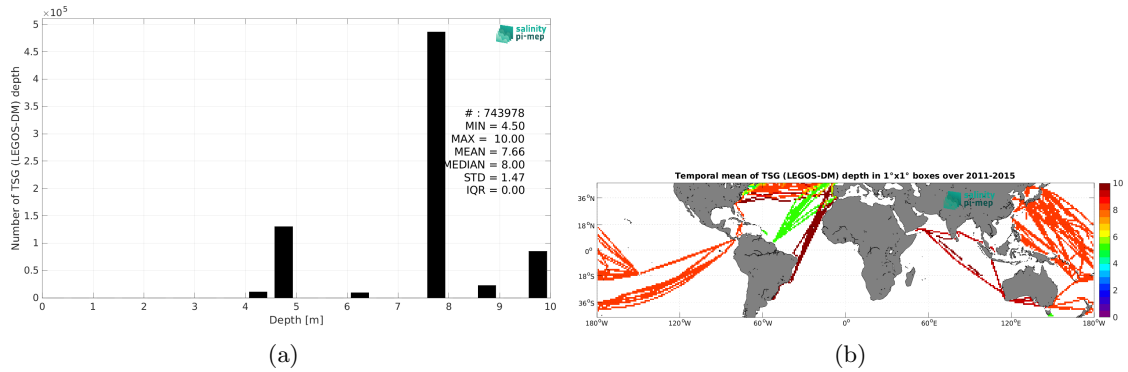 ×10⁵
5
4.5
4
3.5
3
2.5
2
1.5
1
0.5
0
Number of TSG (LEGOS-DM) depth
salinity
pi-mep
# : 743978
MIN = 4.50
MAX = 10.00
MEAN = 7.66
MEDIAN = 8.00
STD = 1.47
IQR = 0.00
0 1 2 3 4 5 6 7 8 9 10
Depth [m]
(a)
Temporal mean of TSG (LEGOS-DM) depth in 1°x1° boxes over 2011-2015
salinity
pi-mep
36°N
18°N
0°
18°S
36°S
180°W 120°W 60°W 0° 60°E 120°E 180°E
10
8
6
4
2
0
(b)